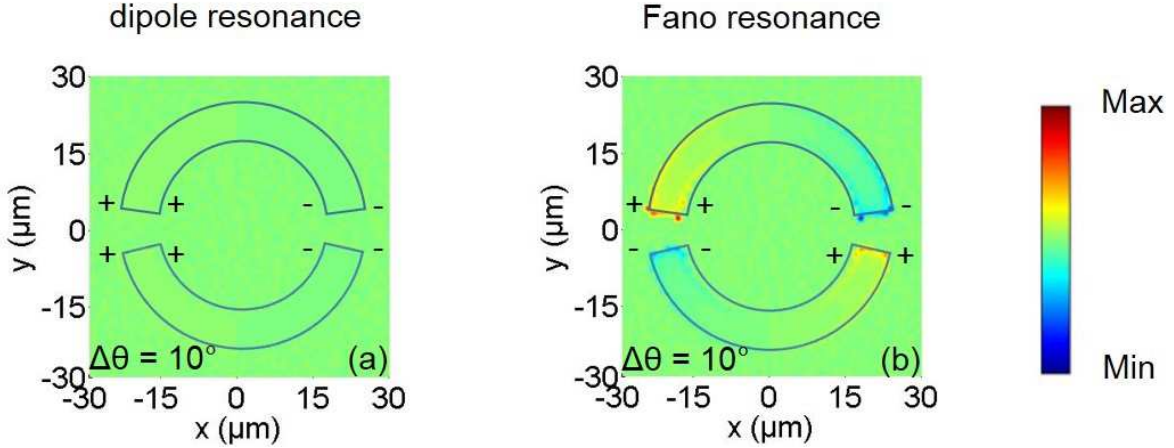 dipole resonance
Fano resonance
30
15
0
-15
-30
y (μm)
+ + - -
+ + - -
Δθ = 10° (a)
-30 -15 0 15 30
x (μm)
30
15
0
-15
-30
y (μm)
+ + - -
- - + +
Δθ = 10° (b)
-30 -15 0 15 30
x (μm)
Max
Min